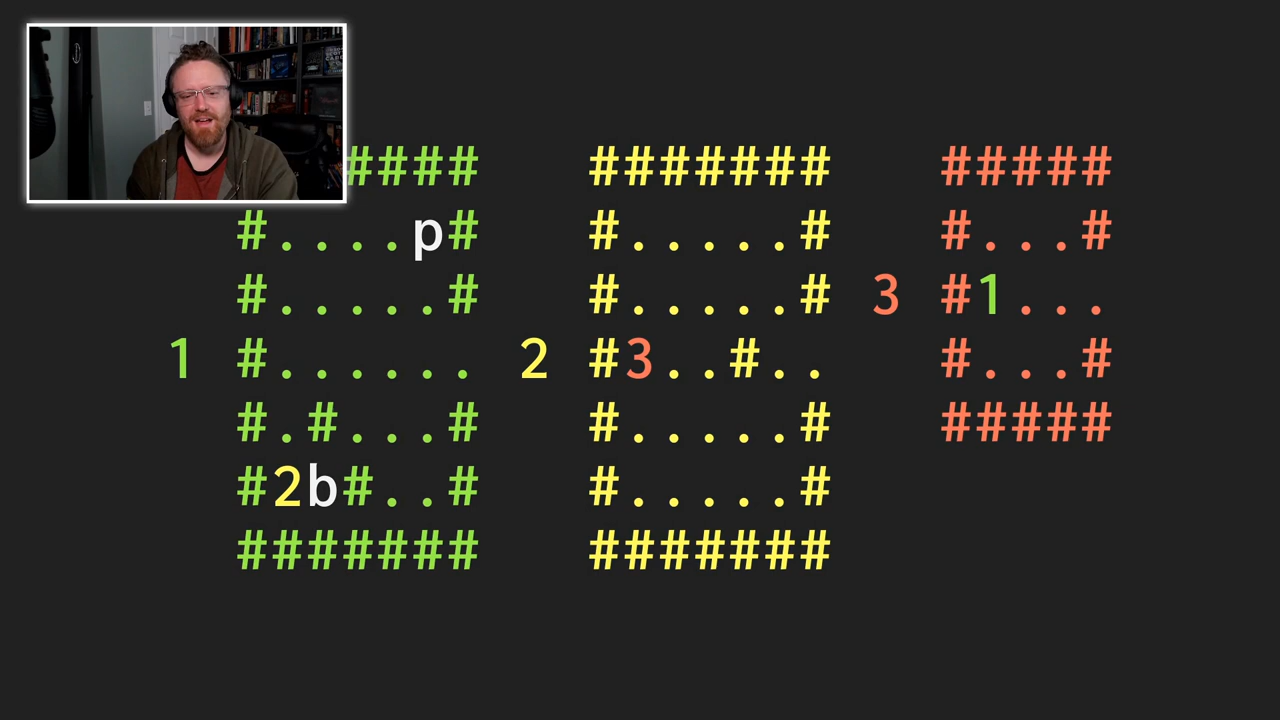 #### ####### #####
#....p# #.....# #...#
#.....# #.....# 3 #1...
1 #...... 2 #3..#.. #...#
#.#...# #.....# #####
#2b#..# #.....#
####### #######